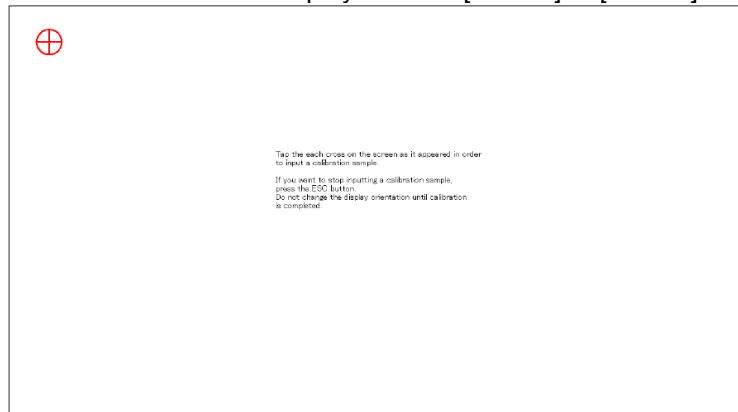 Tap the each cross on the screen as it appeared in order
to input a calibration sample.
If you want to stop inputting a calibration sample,
press the ESC button.
Do not change the display orientation until calibration
is completed